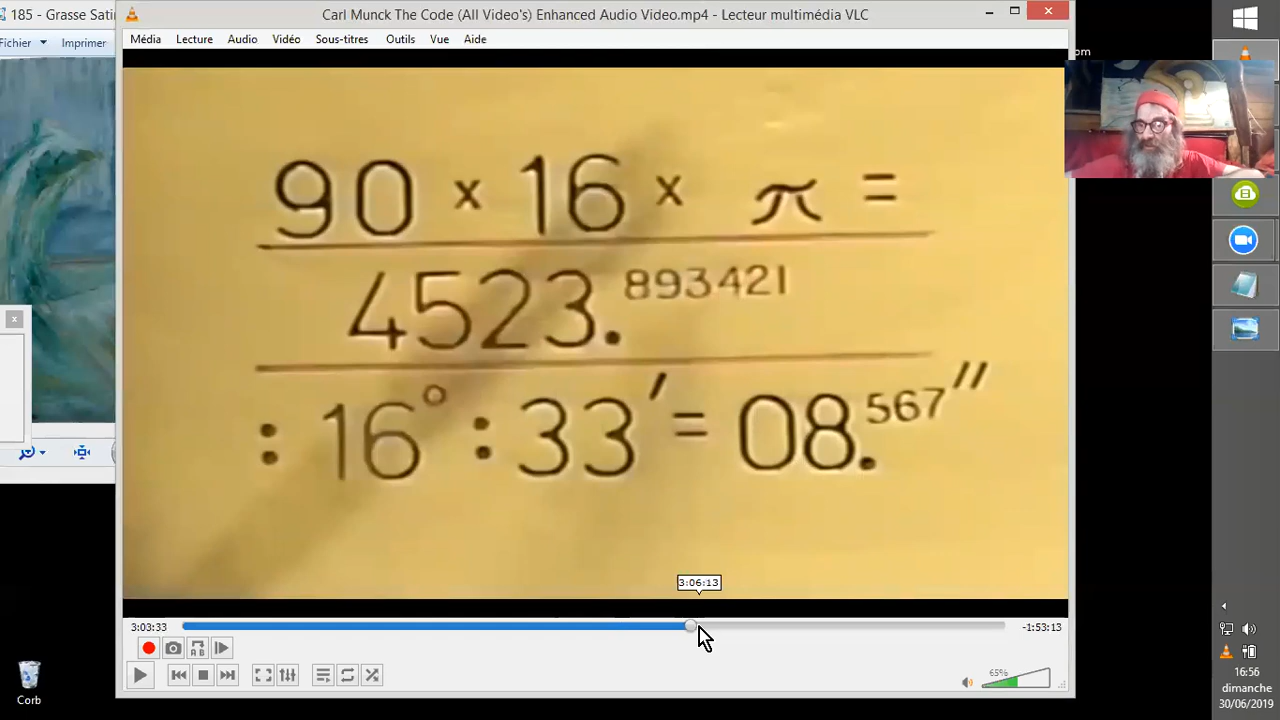 185 - Grasse Satin
Carl Munck The Code (All Video's) Enhanced Audio Video.mp4 - Lecteur multimédia VLC
Fichier
Imprimer
Média Lecture Audio Vidéo Sous-titres Outils Vue Aide
om
90 × 16 × π =
4523.893421
: 16° : 33' = 08.567"
3:06:13
3:03:33
-1:53:13
65%
Corb
16:56
dimanche
30/06/2019